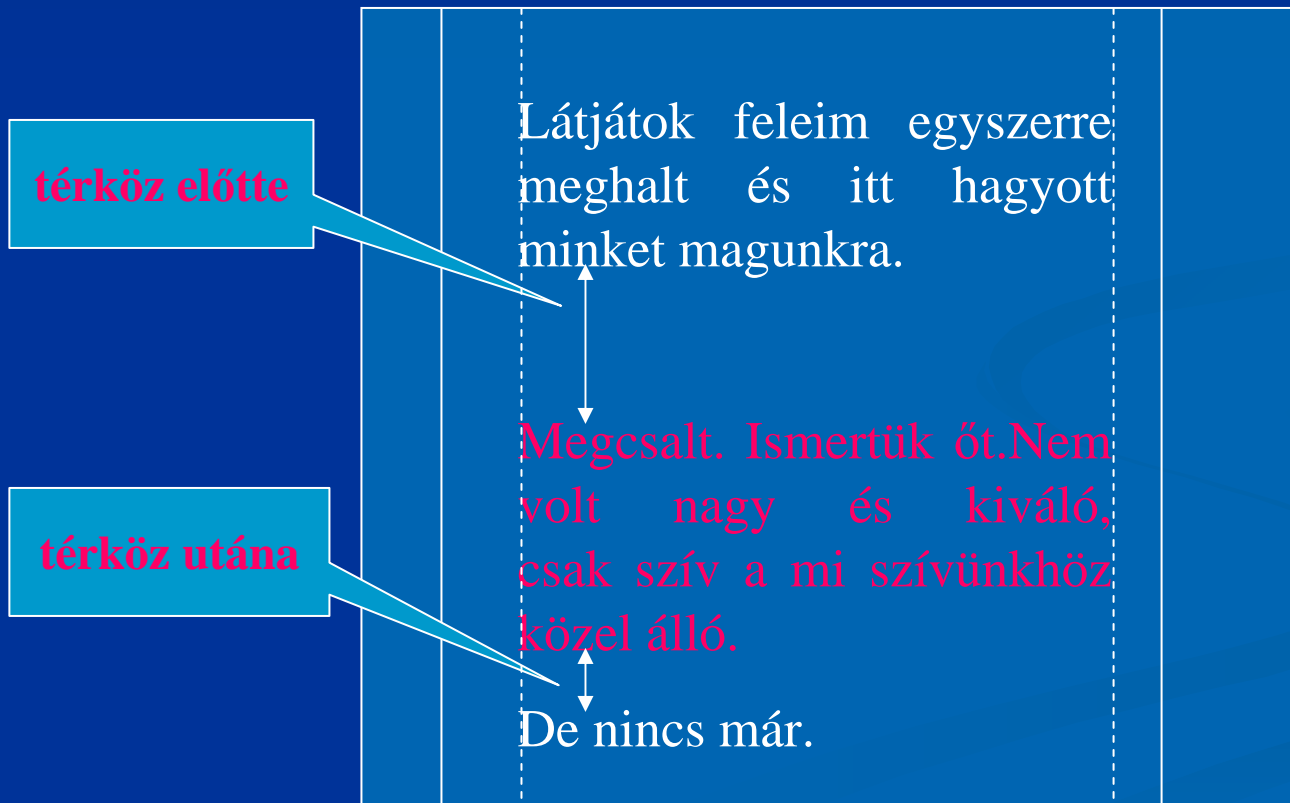 térköz előtte
Látjátok feleim egyszerre
meghalt és itt hagyott
minket magunkra.
Megcsalt. Ismertük őt.Nem
volt nagy és kiváló,
csak szív a mi szívünkhöz
közel álló.
térköz utána
De nincs már.